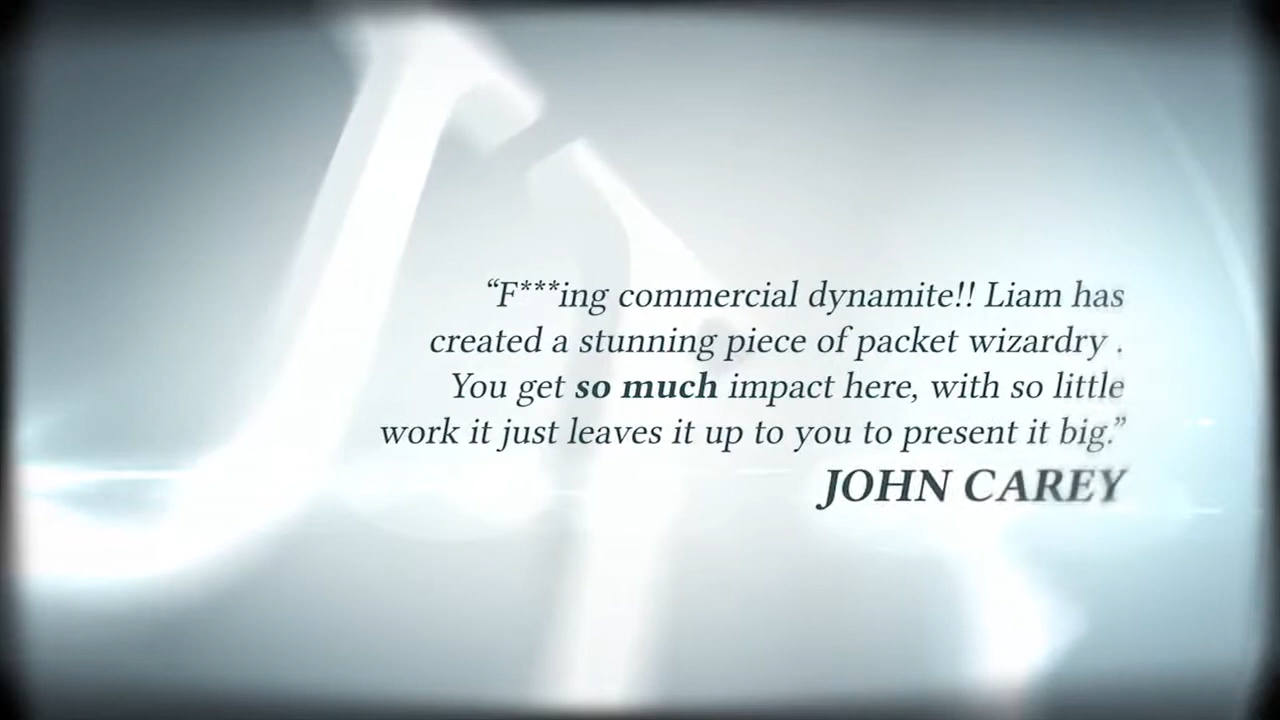 “F***ing commercial dynamite!! Liam has
created a stunning piece of packet wizardry .
You get so much impact here, with so little
work it just leaves it up to you to present it big.”
JOHN CAREY